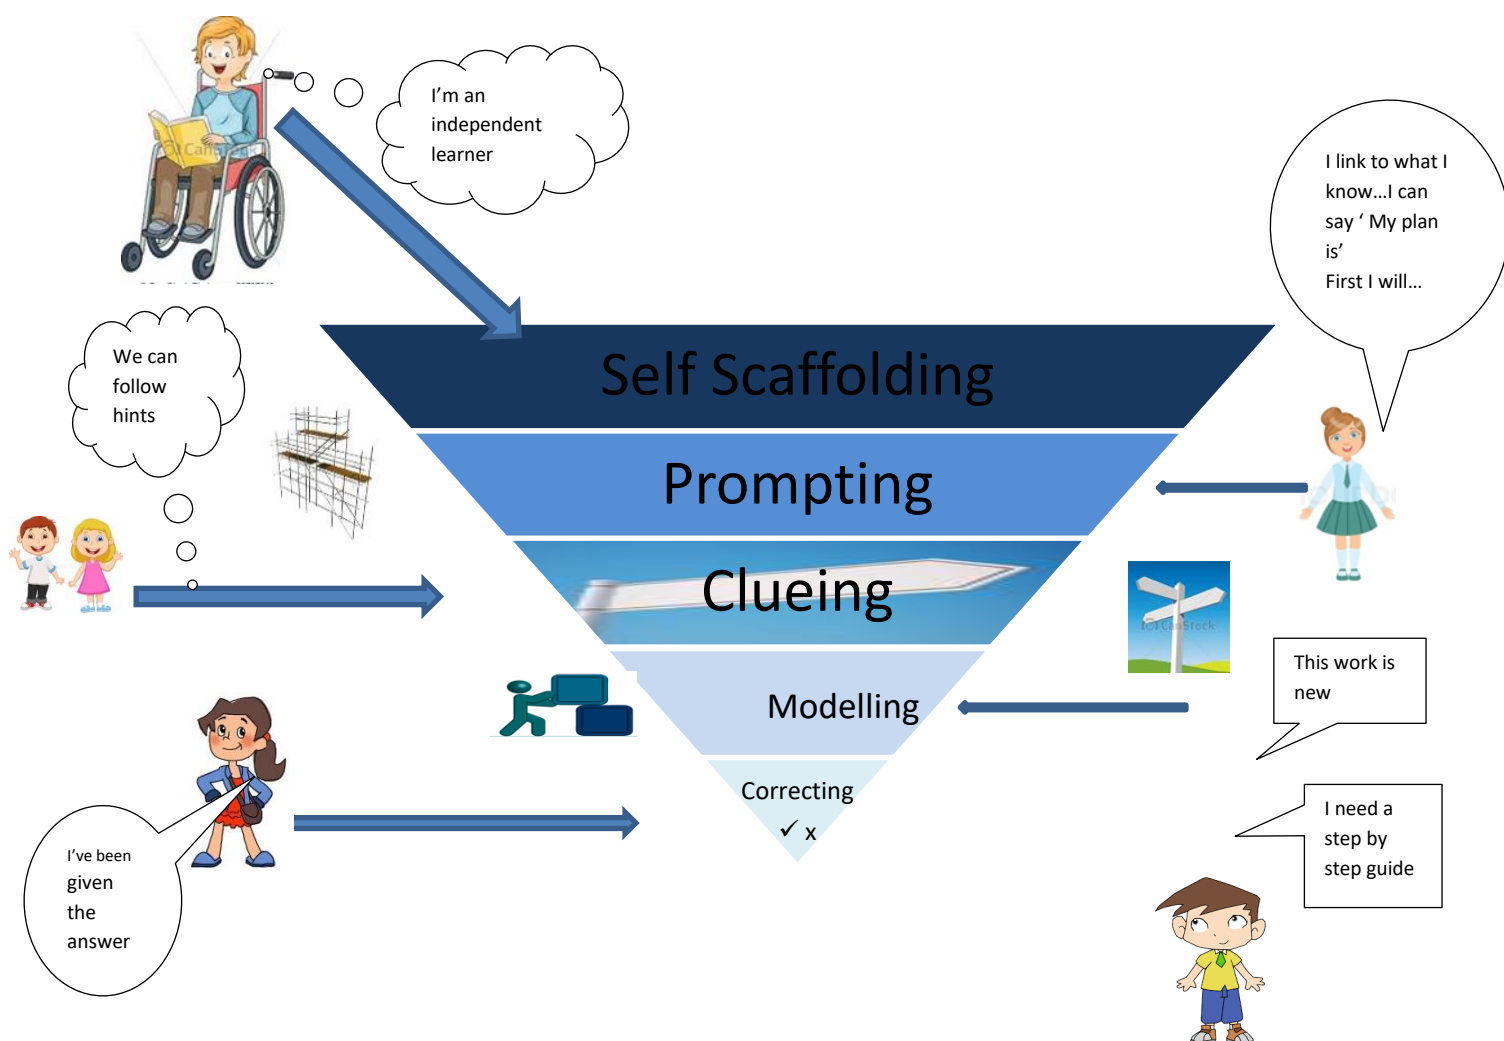 I'm an
independent
learner
I link to what I
know…I can
say ‘ My plan
is’
First I will…
We can
follow
hints
Self Scaffolding
Prompting
Clueing
Modelling
Correcting
✓ x
This work is
new
I need a
step by
step guide
I've been
given
the
answer
CanStock
CanStock